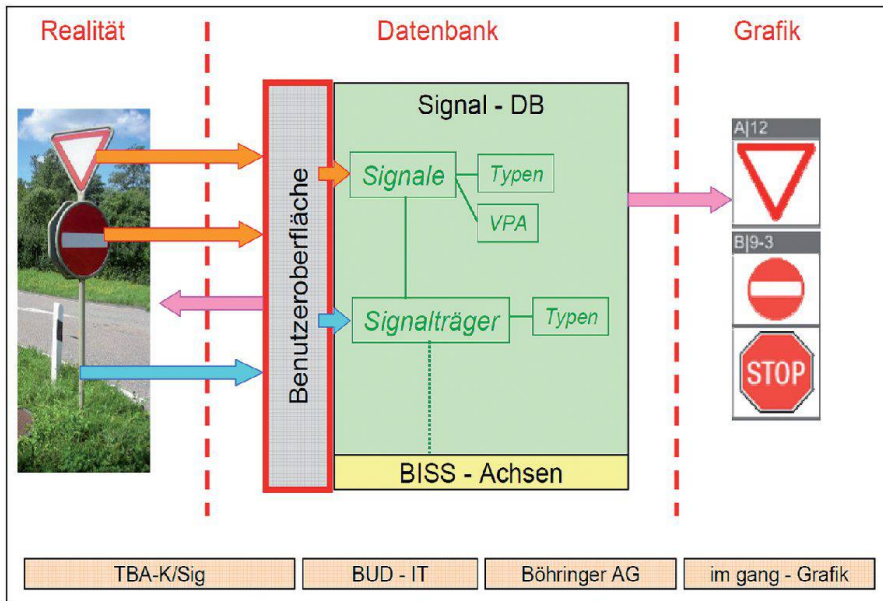 Realität
Datenbank
Grafik
Benutzeroberfläche
Signal - DB
Signale
Typen
VPA
Signalträger
Typen
BISS - Achsen
A|12
B|9-3
STOP
TBA-K/Sig
BUD - IT
Böhringer AG
im gang - Grafik